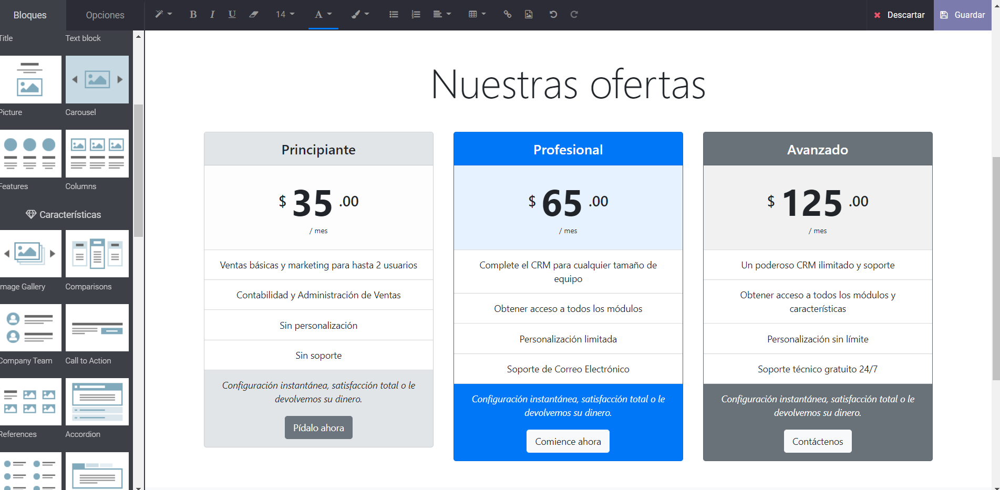 Bloques
Opciones
B I U
14
A
Descartar
Guardar
Title
Text block
Picture
Carousel
Features
Columns
Características
Image Gallery
Comparisons
Company Team
Call to Action
References
Accordion
Nuestras ofertas
Principiante
$ 35 .00
/ mes
Ventas básicas y marketing para hasta 2 usuarios
Contabilidad y Administración de Ventas
Sin personalización
Sin soporte
Configuración instantánea, satisfacción total o le
devolvemos su dinero.
Pídalo ahora
Profesional
$ 65 .00
/ mes
Complete el CRM para cualquier tamaño de
equipo
Obtener acceso a todos los módulos
Personalización limitada
Soporte de Correo Electrónico
Configuración instantánea, satisfacción total o le
devolvemos su dinero.
Comience ahora
Avanzado
$ 125 .00
/ mes
Un poderoso CRM ilimitado y soporte
Obtener acceso a todos los módulos y
características
Personalización sin límite
Soporte técnico gratuito 24/7
Configuración instantánea, satisfacción total o le
devolvemos su dinero.
Contáctenos